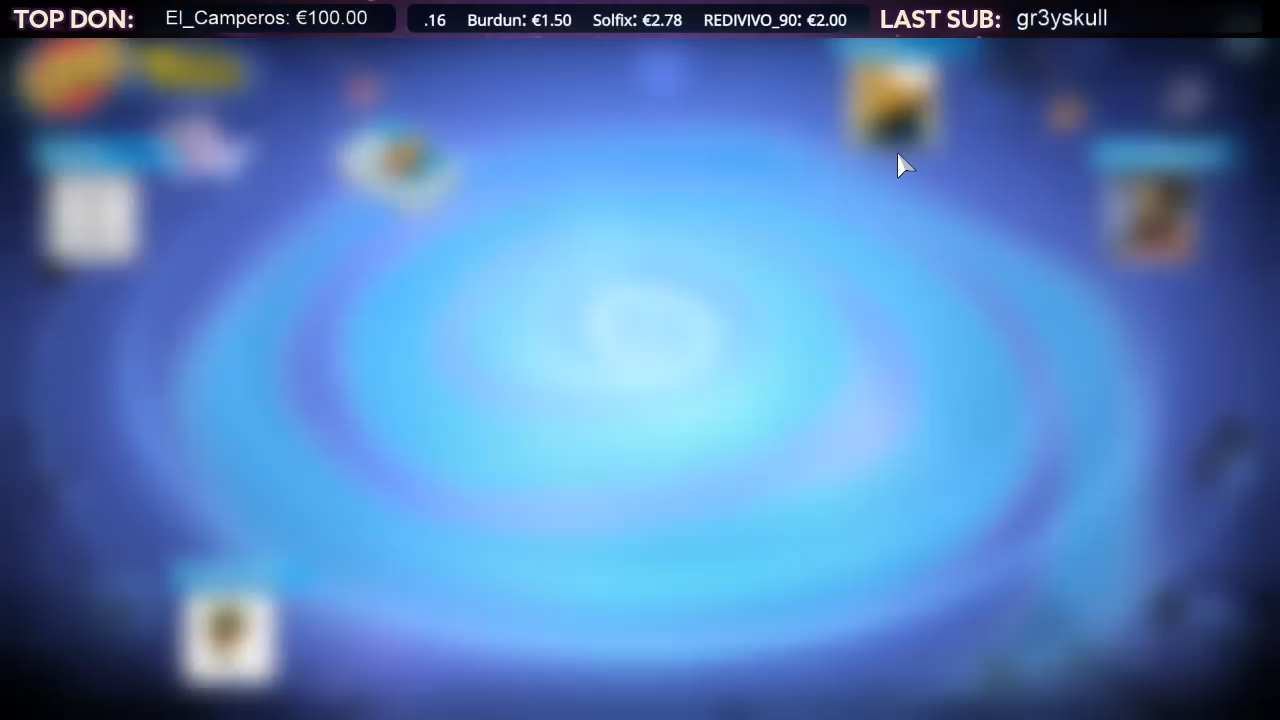 TOP DON: El_Camperos: €100.00 .16 Burdun: €1.50 Solfix: €2.78 REDIVIVO_90: €2.00 LAST SUB: gr3yskull